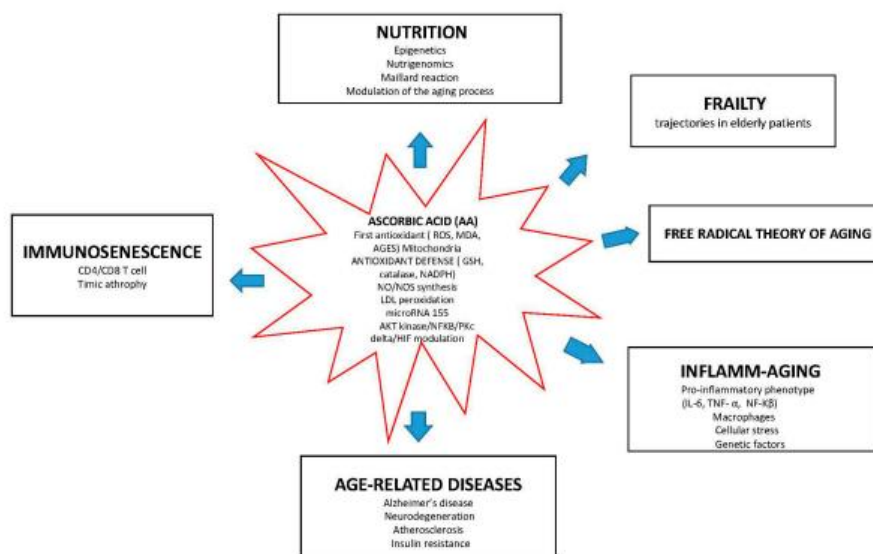 NUTRITION
Epigenetics
Nutrigenomics
Maillard reaction
Modulation of the aging process
FRAILTY
trajectories in elderly patients
IMMUNOSENESCENCE
CD4/CD8 T cell
Timic athrophy
ASCORBIC ACID (AA)
First antioxidant ( ROS, MDA,
AGES) Mitochondria
ANTIOXIDANT DEFENSE ( GSH,
catalase, NADPH)
NO/NOS synthesis
LDL peroxidation
microRNA 155
AKT kinase/NFKB/PKc
delta/HIF modulation
FREE RADICAL THEORY OF AGING
INFLAMM-AGING
Pro-inflammatory phenotype
(IL-6, TNF- α, NF-Kβ)
Macrophages
Cellular stress
Genetic factors
AGE-RELATED DISEASES
Alzheimer's disease
Neurodegeneration
Atherosclerosis
Insulin resistance